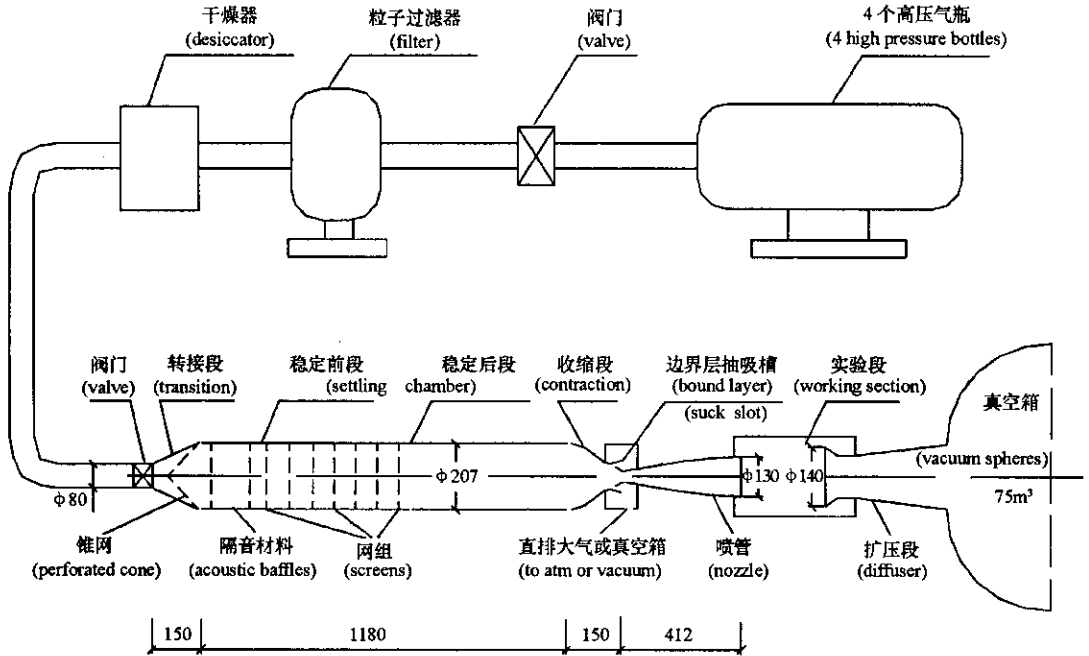 干燥器
(desiccator)
粒子过滤器
(filter)
阀门
(valve)
4 个高压气瓶
(4 high pressure bottles)
阀门
(valve)
转接段
(transition)
稳定前段
(settling
稳定后段
chamber)
收缩段
(contraction)
边界层抽吸槽
(bound layer)
(suck slot)
实验段
(working section)
真空箱
(vacuum spheres)
75m³
ϕ80
ϕ207
ϕ130
ϕ140
锥网
(perforated cone)
隔音材料
(acoustic baffles)
网组
(screens)
直排大气或真空箱
(to atm or vacuum)
喷管
(nozzle)
扩压段
(diffuser)
150
1180
150
412